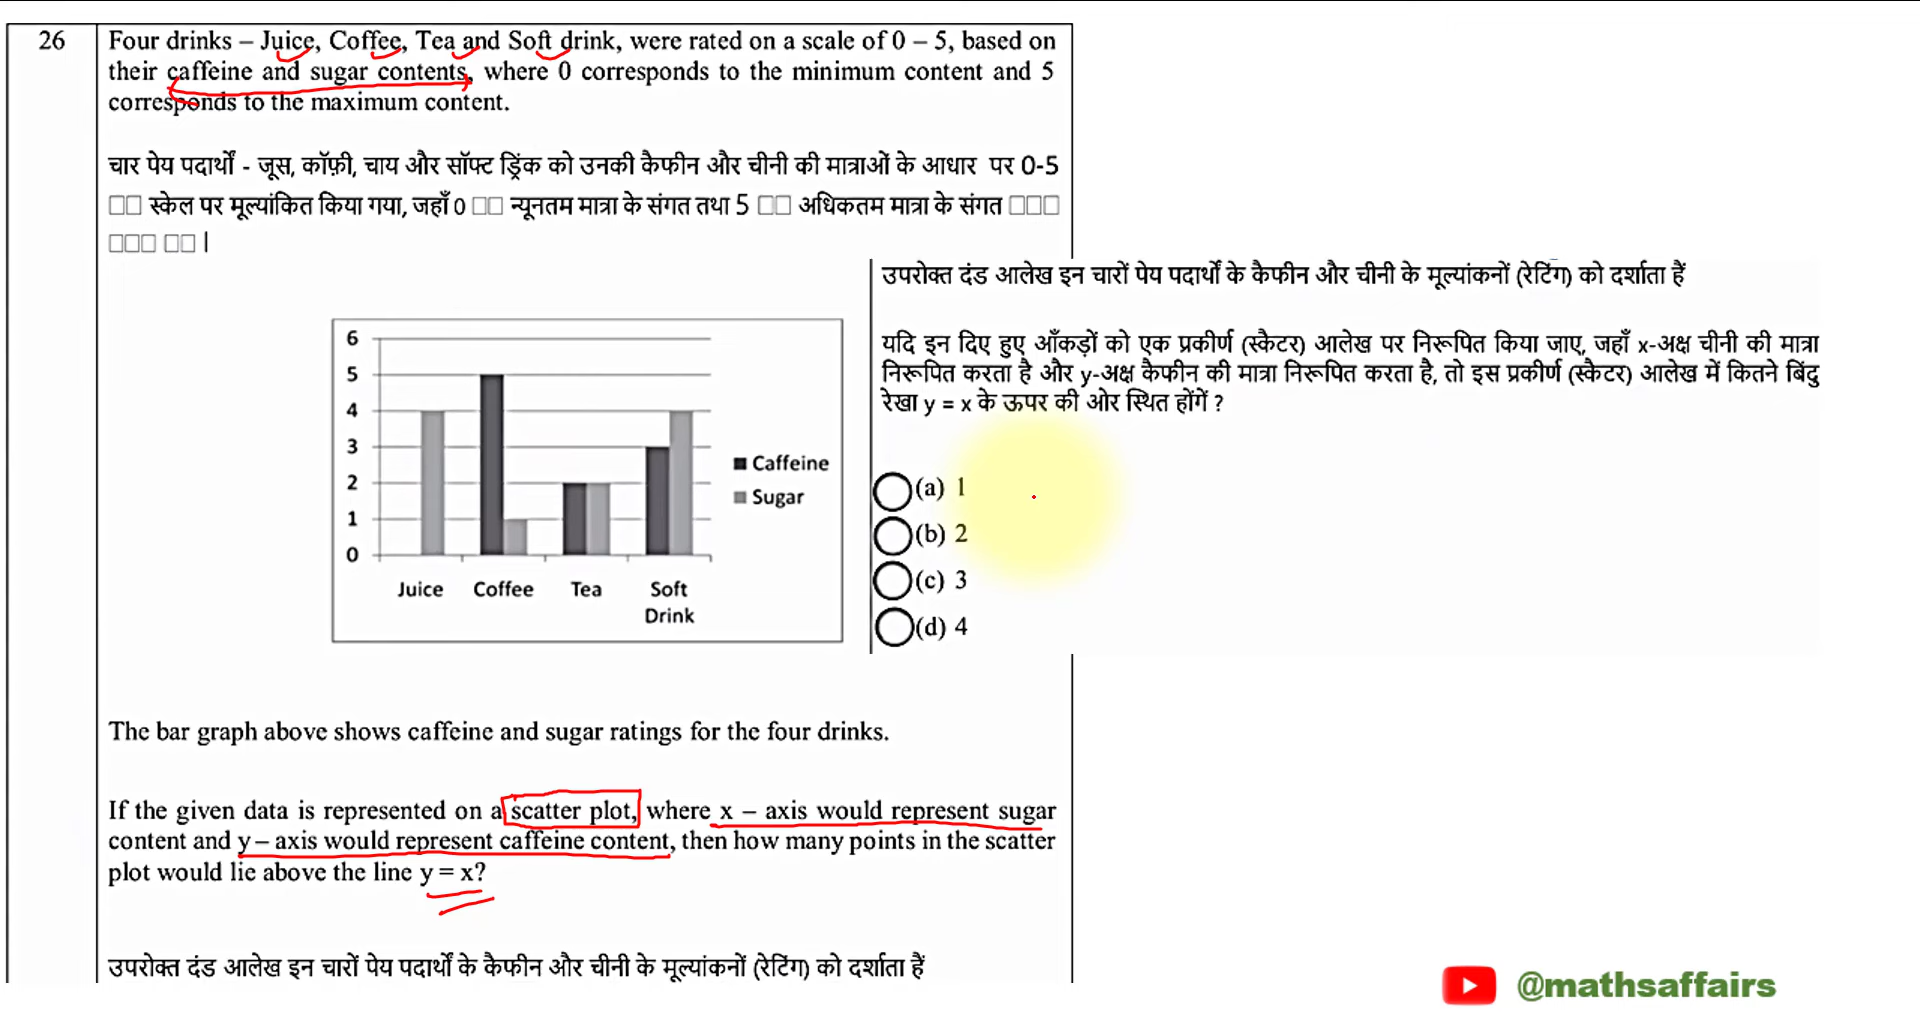 26
Four drinks – Juice, Coffee, Tea and Soft drink, were rated on a scale of 0 – 5, based on
their caffeine and sugar contents, where 0 corresponds to the minimum content and 5
corresponds to the maximum content.
चार पेय पदार्थों - जूस, कॉफ़ी, चाय और सॉफ्ट ड्रिंक को उनकी कैफीन और चीनी की मात्राओं के आधार पर 0-5
□□ स्केल पर मूल्यांकित किया गया, जहाँ 0 □□ न्यूनतम मात्रा के संगत तथा 5 □□ अधिकतम मात्रा के संगत □□□
□□□ □□ |
6
5
4
3
2
1
0
Juice Coffee Tea Soft
Drink
Caffeine
Sugar
The bar graph above shows caffeine and sugar ratings for the four drinks.
If the given data is represented on a scatter plot, where x – axis would represent sugar
content and y – axis would represent caffeine content, then how many points in the scatter
plot would lie above the line y = x?
उपरोक्त दंड आलेख इन चारों पेय पदार्थों के कैफीन और चीनी के मूल्यांकनों (रेटिंग) को दर्शाता हैं
उपरोक्त दंड आलेख इन चारों पेय पदार्थों के कैफीन और चीनी के मूल्यांकनों (रेटिंग) को दर्शाता हैं
यदि इन दिए हुए आँकड़ों को एक प्रकीर्ण (स्कैटर) आलेख पर निरूपित किया जाए, जहाँ x-अक्ष चीनी की मात्रा
निरूपित करता है और y-अक्ष कैफीन की मात्रा निरूपित करता है, तो इस प्रकीर्ण (स्कैटर) आलेख में कितने बिंदु
रेखा y = x के ऊपर की ओर स्थित होंगें ?
(a) 1
(b) 2
(c) 3
(d) 4
@mathsaffairs